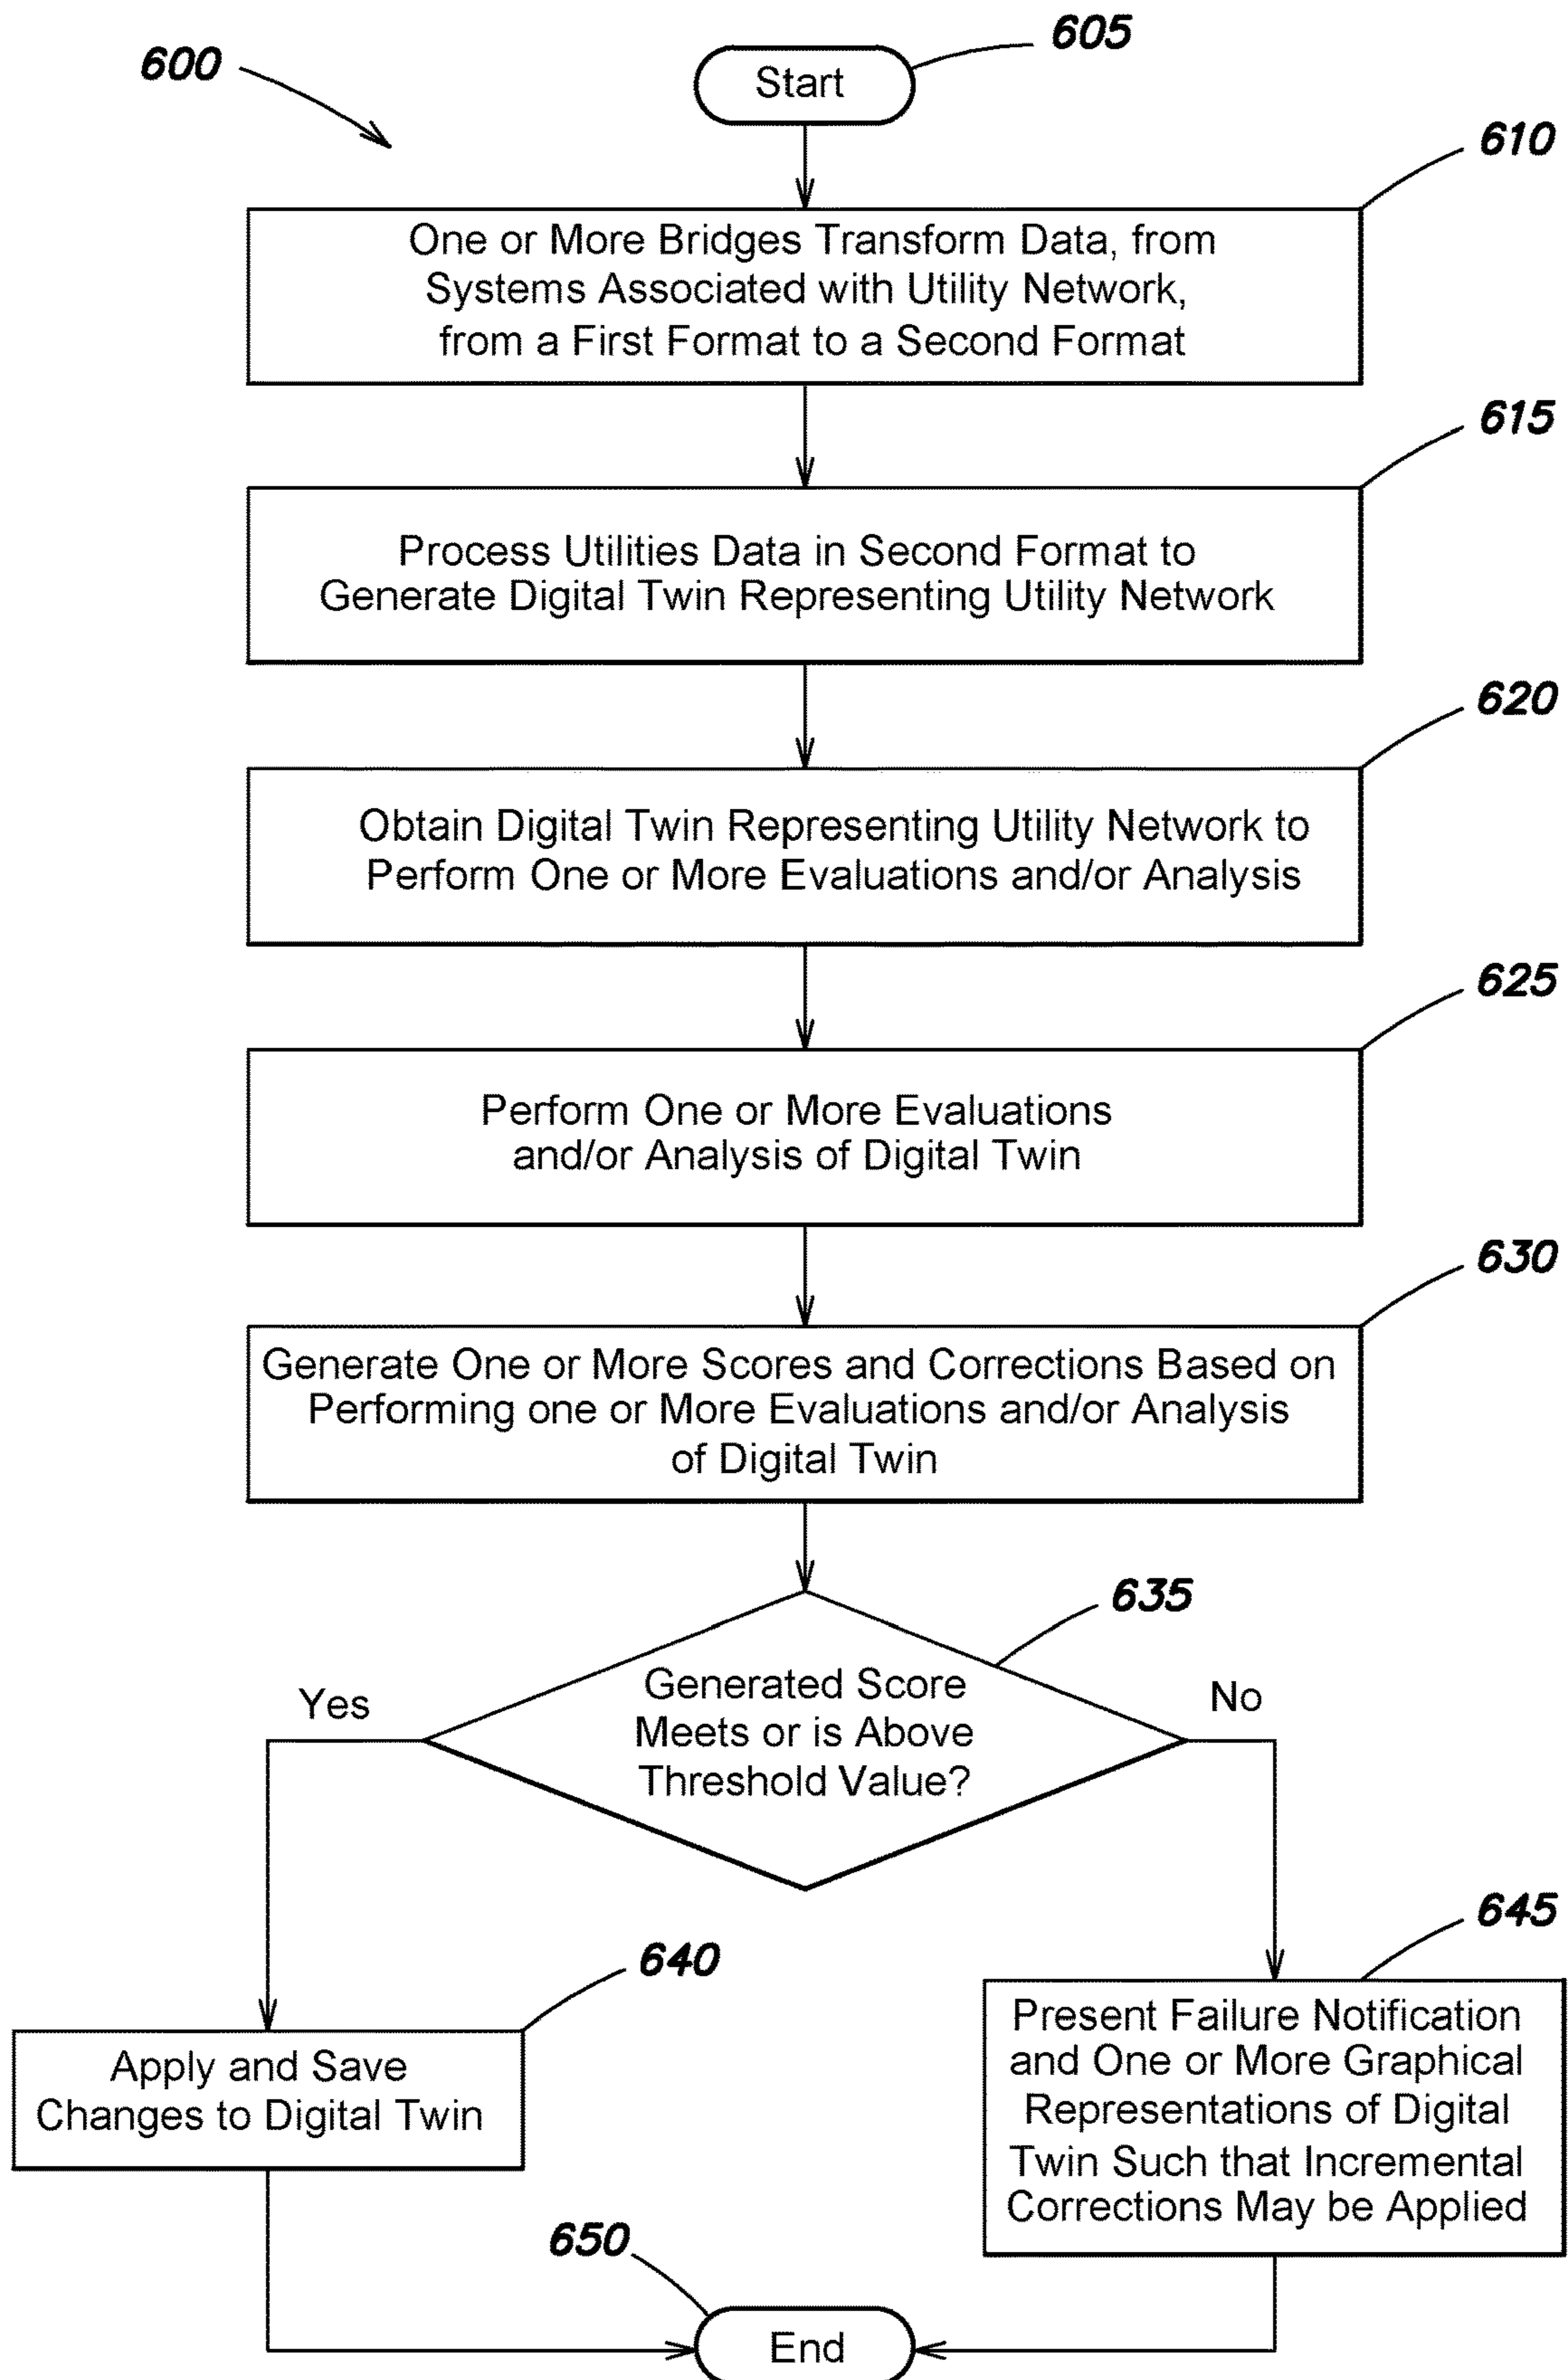 600
605
Start
610
One or More Bridges Transform Data, from
Systems Associated with Utility Network,
from a First Format to a Second Format
615
Process Utilities Data in Second Format to
Generate Digital Twin Representing Utility Network
620
Obtain Digital Twin Representing Utility Network to
Perform One or More Evaluations and/or Analysis
625
Perform One or More Evaluations
and/or Analysis of Digital Twin
630
Generate One or More Scores and Corrections Based on
Performing one or More Evaluations and/or Analysis
of Digital Twin
635
Generated Score
Meets or is Above
Threshold Value?
Yes
No
640
Apply and Save
Changes to Digital Twin
645
Present Failure Notification
and One or More Graphical
Representations of Digital
Twin Such that Incremental
Corrections May be Applied
650
End